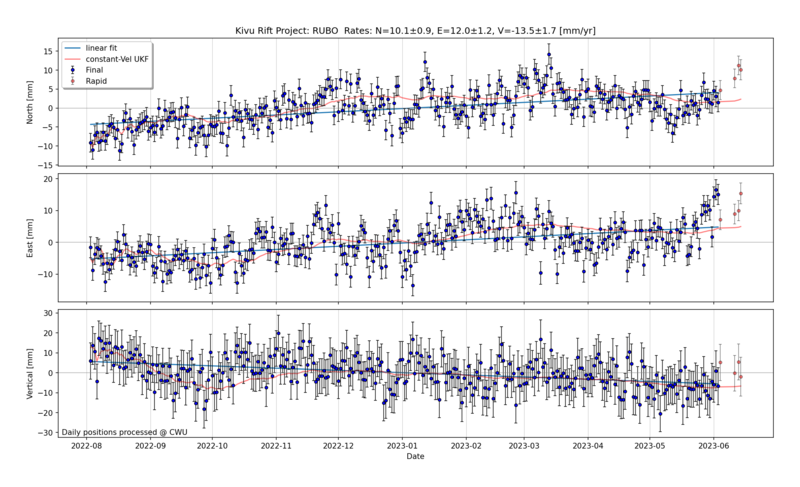 Kivu Rift Project: RUBO Rates: N=10.1±0.9, E=12.0±1.2, V=-13.5±1.7 [mm/yr]
linear fit
constant-Vel UKF
Final
Rapid
North [mm]
15
10
5
0
−5
−10
−15
East [mm]
20
10
0
−10
Vertical [mm]
30
20
10
0
−10
−20
−30
Daily positions processed @ CWU
2022-08 2022-09 2022-10 2022-11 2022-12 2023-01 2023-02 2023-03 2023-04 2023-05 2023-06
Date